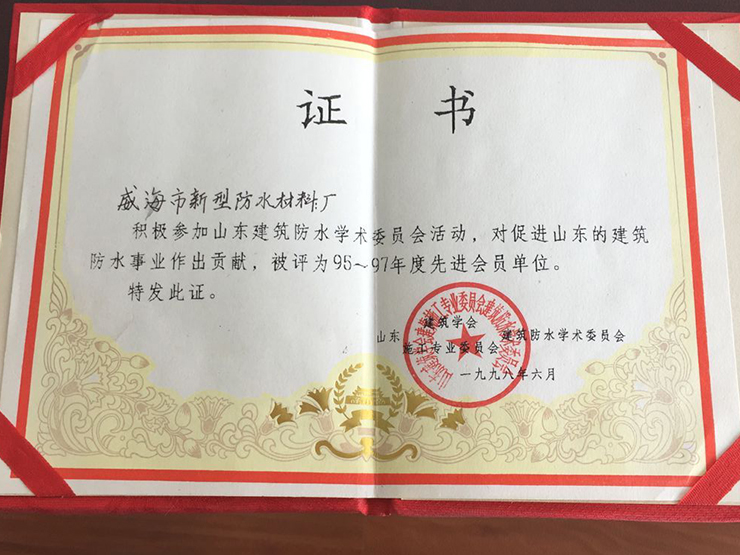 证 书
威海市新型防水材料厂
积极参加山东建筑防水学术委员会活动，对促进山东的建筑
防水事业作出贡献，被评为95～97年度先进会员单位。
特发此证。
建筑学会
山东 建筑防水学术委员会
施工专业委员会
一九九八年六月